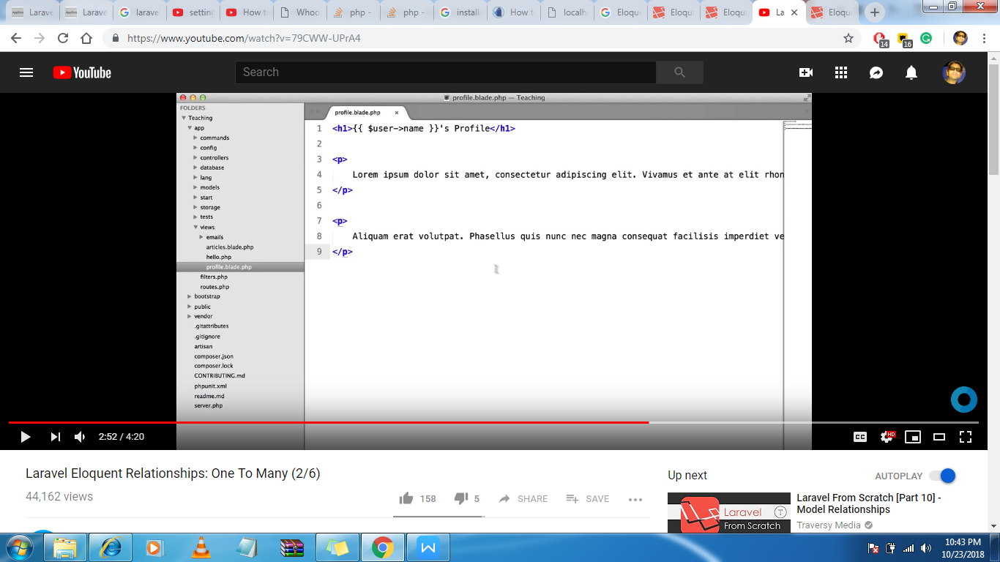 Larave
Larave
larave
setting
How to
Whoo
php -
php -
install
How t
localh
Eloque
Eloque
Eloque
La
Eloqu
https://www.youtube.com/watch?v=79CWW-UPrA4
14
16
YouTube
Search
profile.blade.php — Teaching
FOLDERS
Teaching
app
commands
config
controllers
database
lang
models
start
storage
tests
views
emails
articles.blade.php
hello.php
profile.blade.php
filters.php
routes.php
bootstrap
public
vendor
.gitattributes
.gitignore
artisan
composer.json
composer.lock
CONTRIBUTING.md
phpunit.xml
readme.md
server.php
profile.blade.php
1 <h1>{{ $user->name }}'s Profile</h1>
2
3 <p>
4 Lorem ipsum dolor sit amet, consectetur adipiscing elit. Vivamus et ante at elit rhon
5 </p>
6
7 <p>
8 Aliquam erat volutpat. Phasellus quis nunc nec magna consequat facilisis imperdiet ve
9 </p>
2:52 / 4:20
CC
HD
Laravel Eloquent Relationships: One To Many (2/6)
44,162 views
158
5
SHARE
SAVE
Up next
AUTOPLAY
Laravel
From Scratch
Laravel From Scratch [Part 10] -
Model Relationships
Traversy Media
10:43 PM
10/23/2018